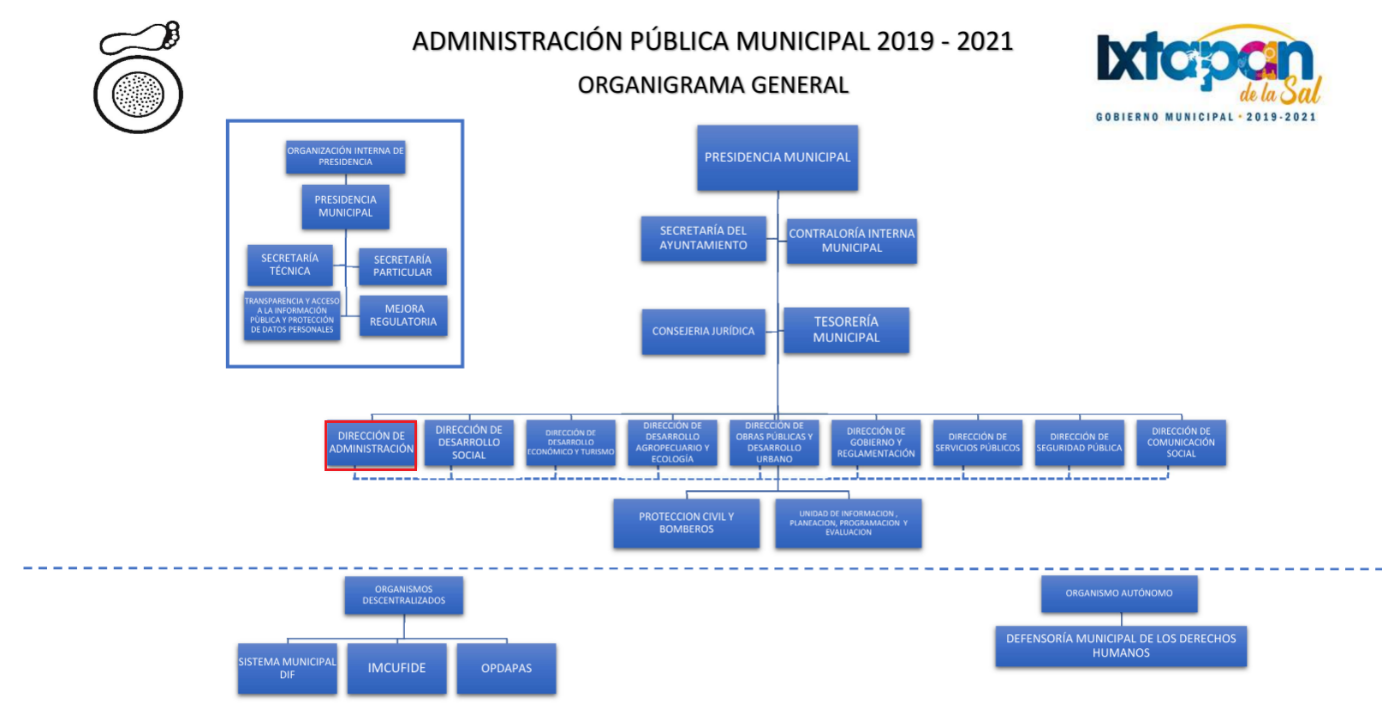 ADMINISTRACIÓN PÚBLICA MUNICIPAL 2019 - 2021
ORGANIGRAMA GENERAL
Ixtapan
de la Sal
GOBIERNO MUNICIPAL • 2019-2021
ORGANIZACIÓN INTERNA DE
PRESIDENCIA
PRESIDENCIA
MUNICIPAL
SECRETARÍA
TÉCNICA
SECRETARÍA
PARTICULAR
TRANSPARENCIA Y ACCESO
A LA INFORMACIÓN
PÙBLICA Y PROTECCIÓN
DE DATOS PERSONALES
MEJORA
REGULATORIA
PRESIDENCIA MUNICIPAL
SECRETARÍA DEL
AYUNTAMIENTO
CONTRALORÍA INTERNA
MUNICIPAL
CONSEJERIA JURÍDICA
TESORERÍA
MUNICIPAL
DIRECCIÓN DE
ADMINISTRACIÓN
DIRECCIÓN DE
DESARROLLO
SOCIAL
DIRECCIÓN DE
DESARROLLO
ECONÓMICO Y TURISMO
DIRECCIÓN DE
DESARROLLO
AGROPECUARIO Y
ECOLOGÍA
DIRECCIÓN DE
OBRAS PÚBLICAS Y
DESARROLLO
URBANO
DIRECCIÓN DE
GOBIERNO Y
REGLAMENTACIÓN
DIRECCIÓN DE
SERVICIOS PÚBLICOS
DIRECCIÓN DE
SEGURIDAD PÚBLICA
DIRECCIÓN DE
COMUNICACIÓN
SOCIAL
PROTECCION CIVIL Y
BOMBEROS
UNIDAD DE INFORMACION ,
PLANEACION, PROGRAMACION Y
EVALUACION
ORGANISMOS
DESCENTRALIZADOS
SISTEMA MUNICIPAL
DIF
IMCUFIDE
OPDAPAS
ORGANISMO AUTÓNOMO
DEFENSORÍA MUNICIPAL DE LOS DERECHOS
HUMANOS